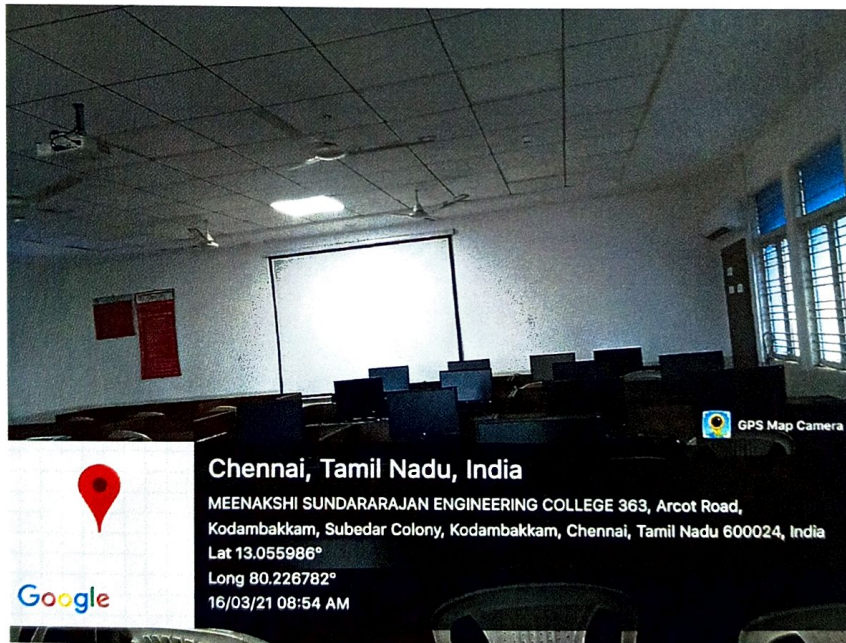 GPS Map Camera
Chennai, Tamil Nadu, India
MEENAKSHI SUNDARARAJAN ENGINEERING COLLEGE 363, Arcot Road,
Kodambakkam, Subedar Colony, Kodambakkam, Chennai, Tamil Nadu 600024, India
Lat 13.055986°
Long 80.226782°
16/03/21 08:54 AM
Google